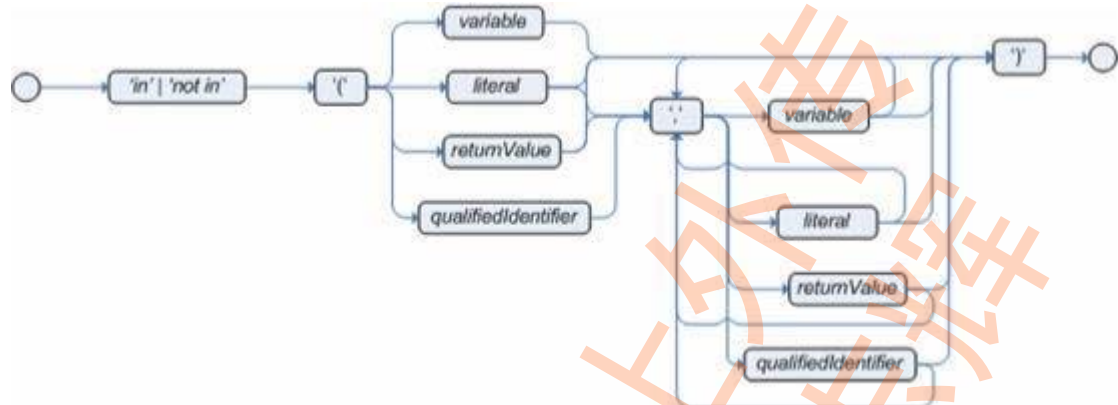 variable
'in' | 'not in'
'('
literal
returnValue
qualifiedIdentifier
','
variable
literal
returnValue
qualifiedIdentifier
')'